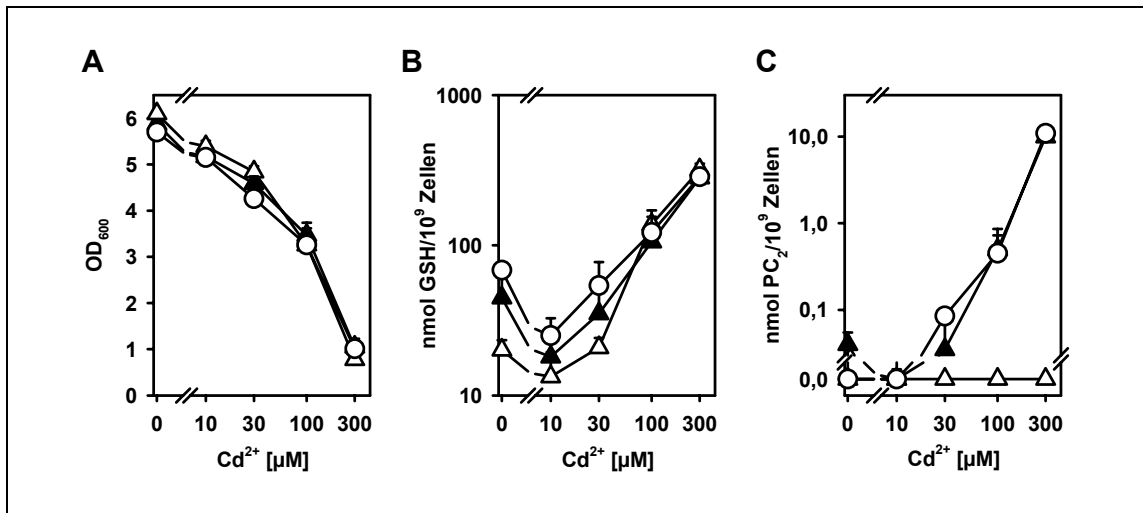 A
OD₆₀₀
6
5
4
3
2
1
0
0 10 30 100 300
Cd²⁺ [µM]
B
nmol GSH/10⁹ Zellen
1000
100
10
0 10 30 100 300
Cd²⁺ [µM]
C
nmol PC₂/10⁹ Zellen
10,0
1,0
0,1
0,0
0 10 30 100 300
Cd²⁺ [µM]